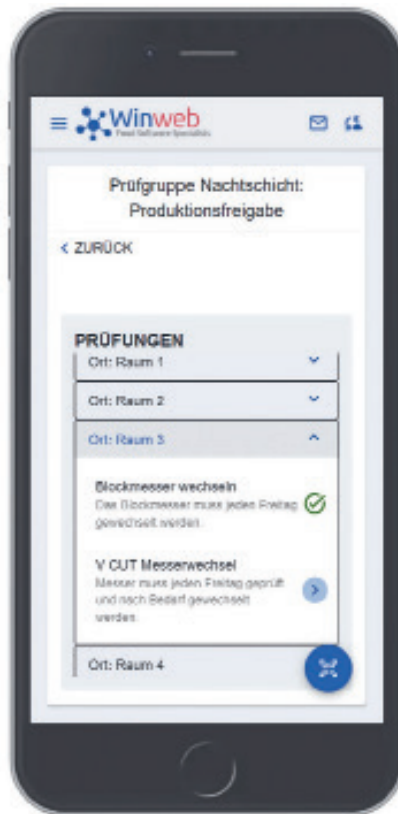 Winweb
Food Software Specialists
Prüfgruppe Nachtschicht:
Produktionsfreigabe
ZURÜCK
PRÜFUNGEN
Ort: Raum 1
Ort: Raum 2
Ort: Raum 3
Blockmesser wechseln
Das Blockmesser muss jeden Freitag
gewechselt werden.
V CUT Messerwechsel
Messer muss jeden Freitag geprüft
und nach Bedarf gewechselt
werden.
Ort: Raum 4